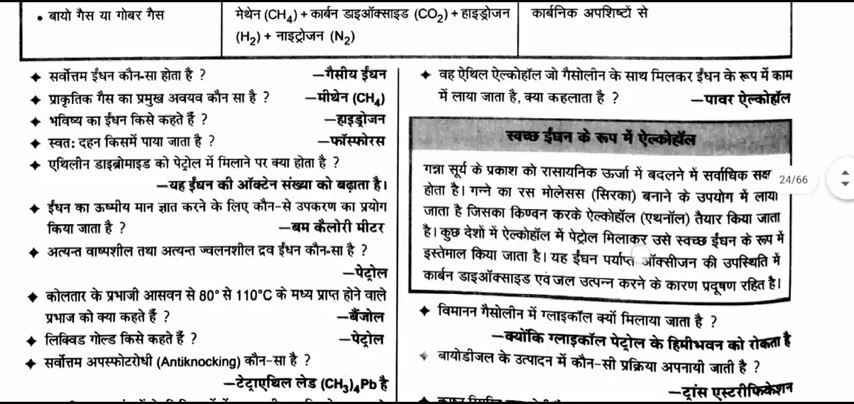 • बायो गैस या गोबर गैस
मेथेन (CH₄) + कार्बन डाइऑक्साइड (CO₂) + हाइड्रोजन
(H₂) + नाइट्रोजन (N₂)
कार्बनिक अपशिष्टों से
◆ सर्वोत्तम ईंधन कौन-सा होता है ? —गैसीय ईंधन
◆ प्राकृतिक गैस का प्रमुख अवयव कौन सा है ? —मीथेन (CH₄)
◆ भविष्य का ईंधन किसे कहते हैं ? —हाइड्रोजन
◆ स्वतः दहन किसमें पाया जाता है ? —फॉस्फोरस
◆ एथिलीन डाइब्रोमाइड को पेट्रोल में मिलाने पर क्या होता है ?
—यह ईंधन की ऑक्टेन संख्या को बढ़ाता है।
◆ ईंधन का ऊष्मीय मान ज्ञात करने के लिए कौन-से उपकरण का प्रयोग
किया जाता है ? —बम कैलोरी मीटर
◆ अत्यन्त वाष्पशील तथा अत्यन्त ज्वलनशील द्रव ईंधन कौन-सा है ?
—पेट्रोल
◆ कोलतार के प्रभाजी आसवन से 80° से 110°C के मध्य प्राप्त होने वाले
प्रभाज को क्या कहते हैं ? —बैंजोल
◆ लिक्विड गोल्ड किसे कहते हैं ? —पेट्रोल
◆ सर्वोत्तम अपस्फोटरोधी (Antiknocking) कौन-सा है ?
—टेट्राएथिल लेड (CH₃)₄Pb है
◆ वह ऐथिल ऐल्कोहॉल जो गैसोलीन के साथ मिलकर ईंधन के रूप में काम
में लाया जाता है, क्या कहलाता है ? —पावर ऐल्कोहॉल
स्वच्छ ईंधन के रूप में ऐल्कोहॉल
गन्ना सूर्य के प्रकाश को रासायनिक ऊर्जा में बदलने में सर्वाधिक सक्ष
होता है। गन्ने का रस मोलेसस (सिरका) बनाने के उपयोग में लाया
जाता है जिसका किण्वन करके ऐल्कोहॉल (एथनॉल) तैयार किया जाता
है। कुछ देशों में ऐल्कोहॉल में पेट्रोल मिलाकर उसे स्वच्छ ईंधन के रूप में
इस्तेमाल किया जाता है। यह ईंधन पर्याप्त ऑक्सीजन की उपस्थिति में
कार्बन डाइऑक्साइड एवं जल उत्पन्न करने के कारण प्रदूषण रहित है।
24/66
◆ विमानन गैसोलीन में ग्लाइकॉल क्यों मिलाया जाता है ?
—क्योंकि ग्लाइकॉल पेट्रोल के हिमीभवन को रोकता है
◆ बायोडीजल के उत्पादन में कौन-सी प्रक्रिया अपनायी जाती है ?
—ट्रांस एस्टरीफिकेशन